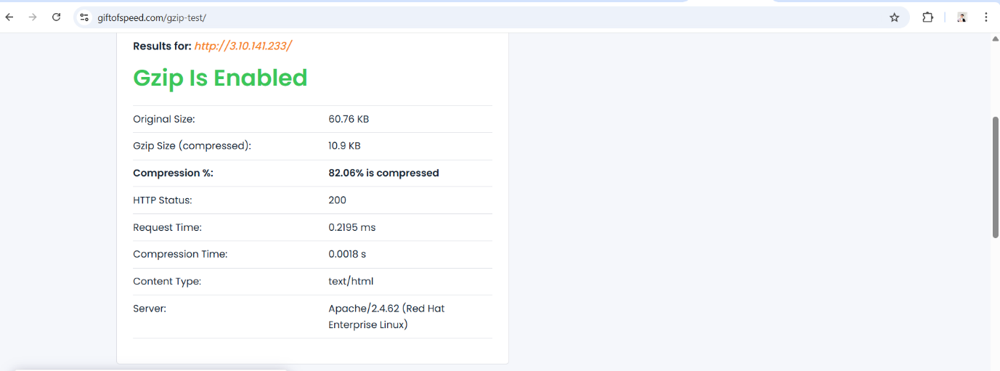 giftofspeed.com/gzip-test/
Results for: http://3.10.141.233/
Gzip Is Enabled
Original Size: 60.76 KB
Gzip Size (compressed): 10.9 KB
Compression %: 82.06% is compressed
HTTP Status: 200
Request Time: 0.2195 ms
Compression Time: 0.0018 s
Content Type: text/html
Server: Apache/2.4.62 (Red Hat
Enterprise Linux)